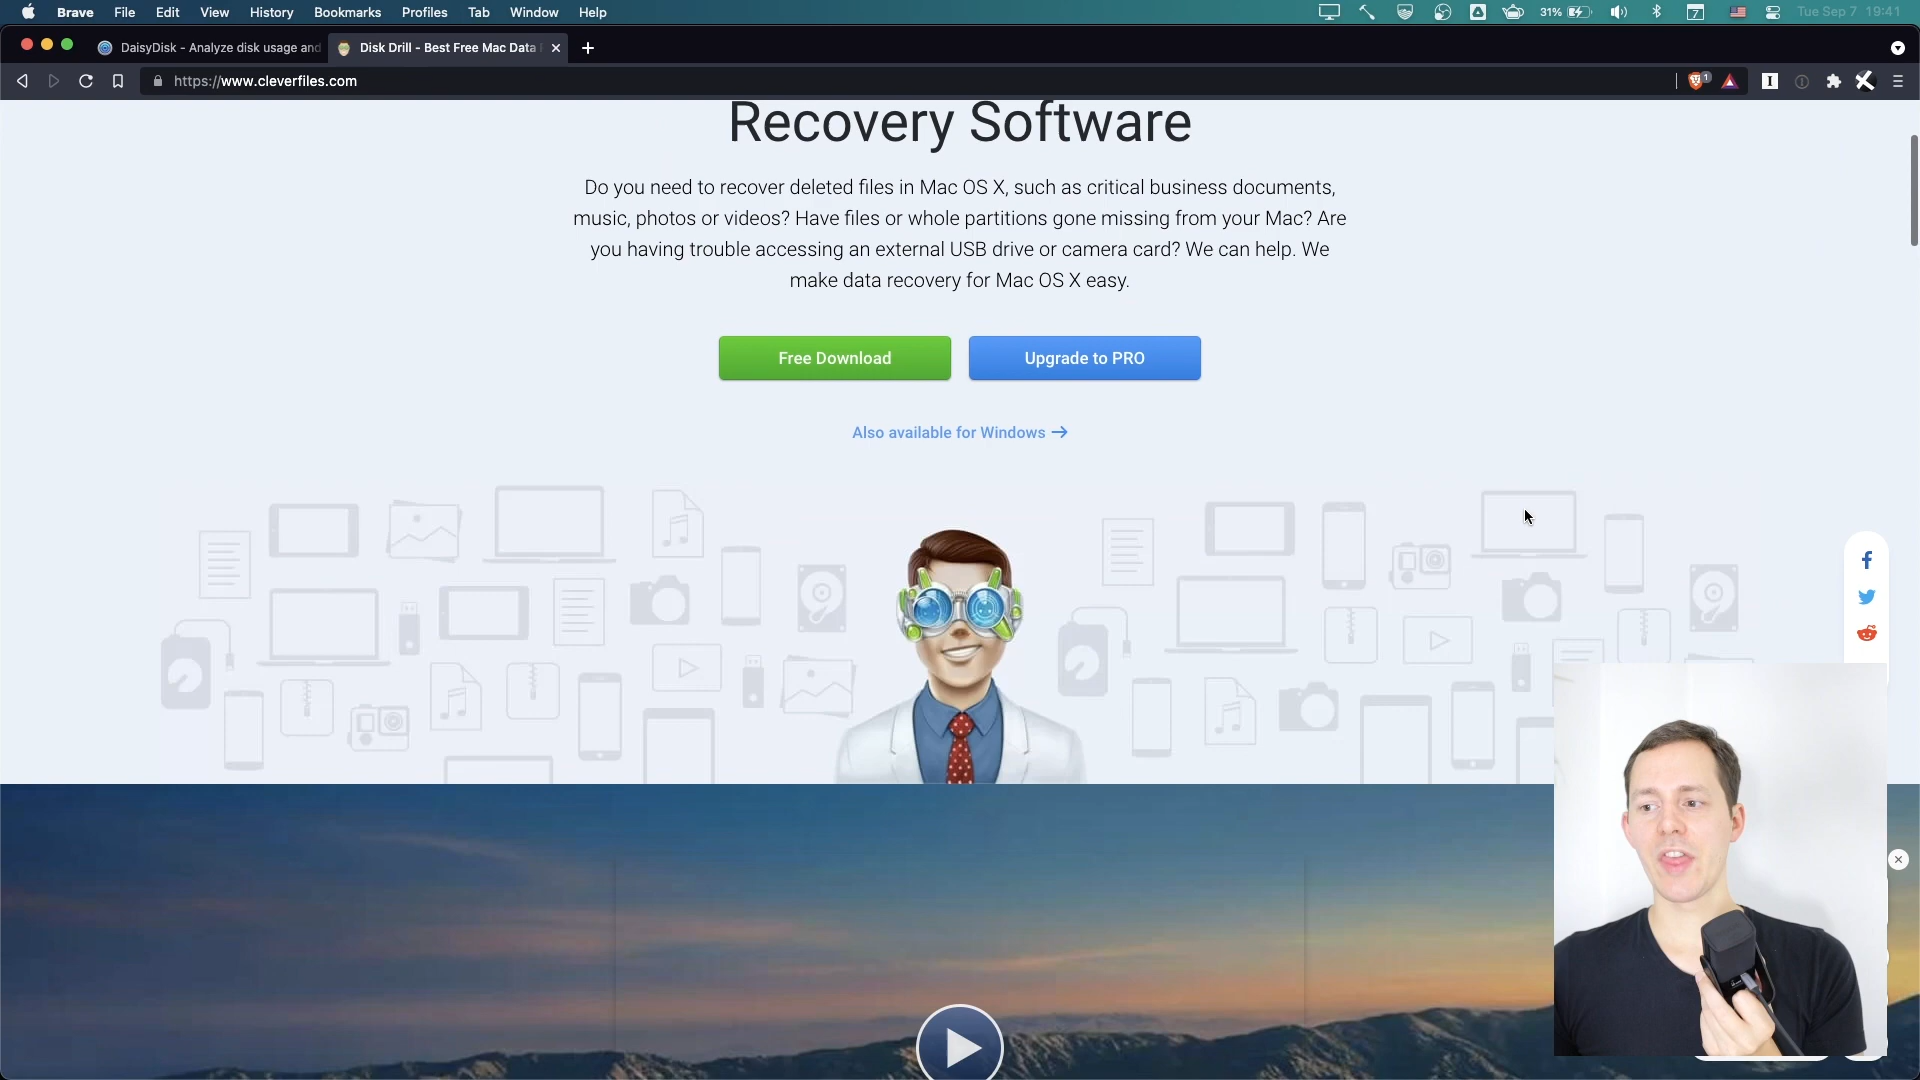 Brave File Edit View History Bookmarks Profiles Tab Window Help 31% 7 Tue Sep 7 19:41
DaisyDisk - Analyze disk usage and Disk Drill - Best Free Mac Data
https://www.cleverfiles.com 1
Recovery Software
Do you need to recover deleted files in Mac OS X, such as critical business documents,
music, photos or videos? Have files or whole partitions gone missing from your Mac? Are
you having trouble accessing an external USB drive or camera card? We can help. We
make data recovery for Mac OS X easy.
Free Download Upgrade to PRO
Also available for Windows →